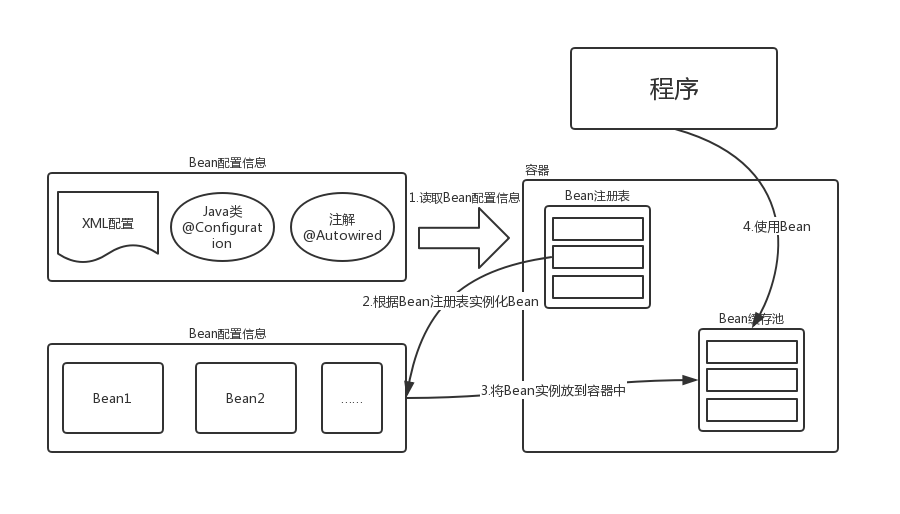 程序
Bean配置信息
XML配置
Java类
@Configurat
ion
注解
@Autowired
1.读取Bean配置信息
容器
Bean注册表
4.使用Bean
2.根据Bean注册表实例化Bean
Bean缓存池
Bean配置信息
Bean1
Bean2
......
3.将Bean实例放到容器中